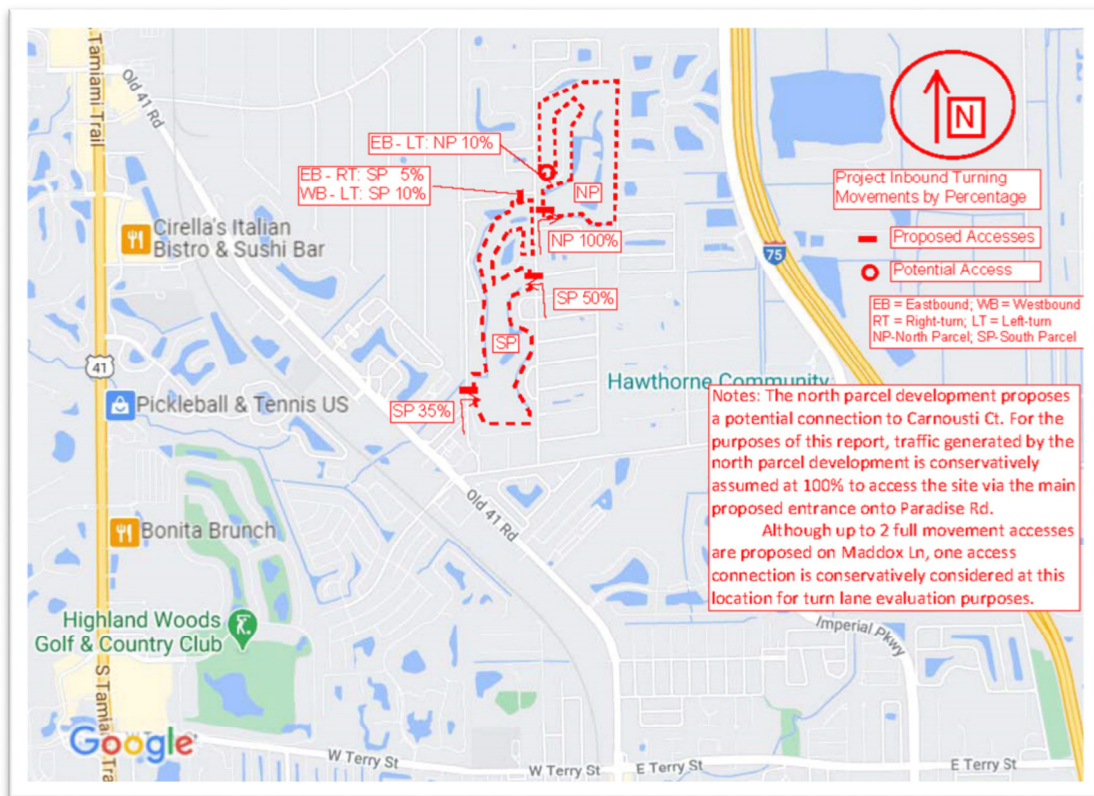 S. Tamiami Trail
Old 41 Rd
EB - LT: NP 10%
EB - RT: SP 5%
WB - LT: SP 10%
NP
NP 100%
SP 50%
SP
SP 35%
N
Project Inbound Turning
Movements by Percentage
Proposed Accesses
Potential Access
EB = Eastbound; WB = Westbound
RT = Right-turn; LT = Left-turn
NP-North Parcel; SP-South Parcel
75
Cirella's Italian
Bistro & Sushi Bar
41
Pickleball & Tennis US
Hawthorne Community
Notes: The north parcel development proposes
a potential connection to Carnousti Ct. For the
purposes of this report, traffic generated by the
north parcel development is conservatively
assumed at 100% to access the site via the main
proposed entrance onto Paradise Rd.
Although up to 2 full movement accesses
are proposed on Maddox Ln, one access
connection is conservatively considered at this
location for turn lane evaluation purposes.
Old 41 Rd
Bonita Brunch
Highland Woods
Golf & Country Club
Imperial Pkwy
S Tamiami Tra
Google
W Terry St
W Terry St
E Terry St
E Terry St